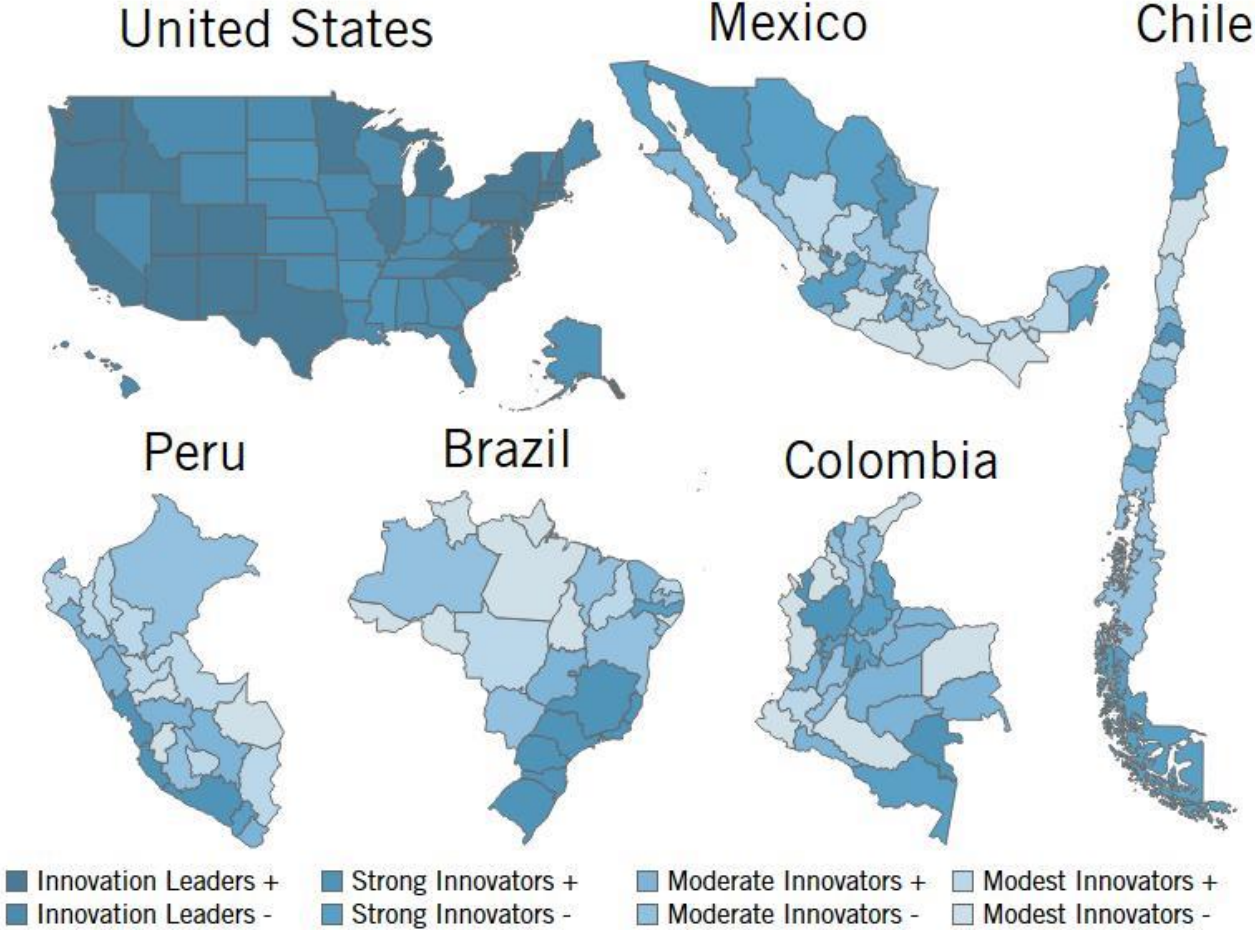 United States
Mexico
Chile
Peru
Brazil
Colombia
Innovation Leaders +
Strong Innovators +
Moderate Innovators +
Modest Innovators +
Innovation Leaders -
Strong Innovators -
Moderate Innovators -
Modest Innovators -